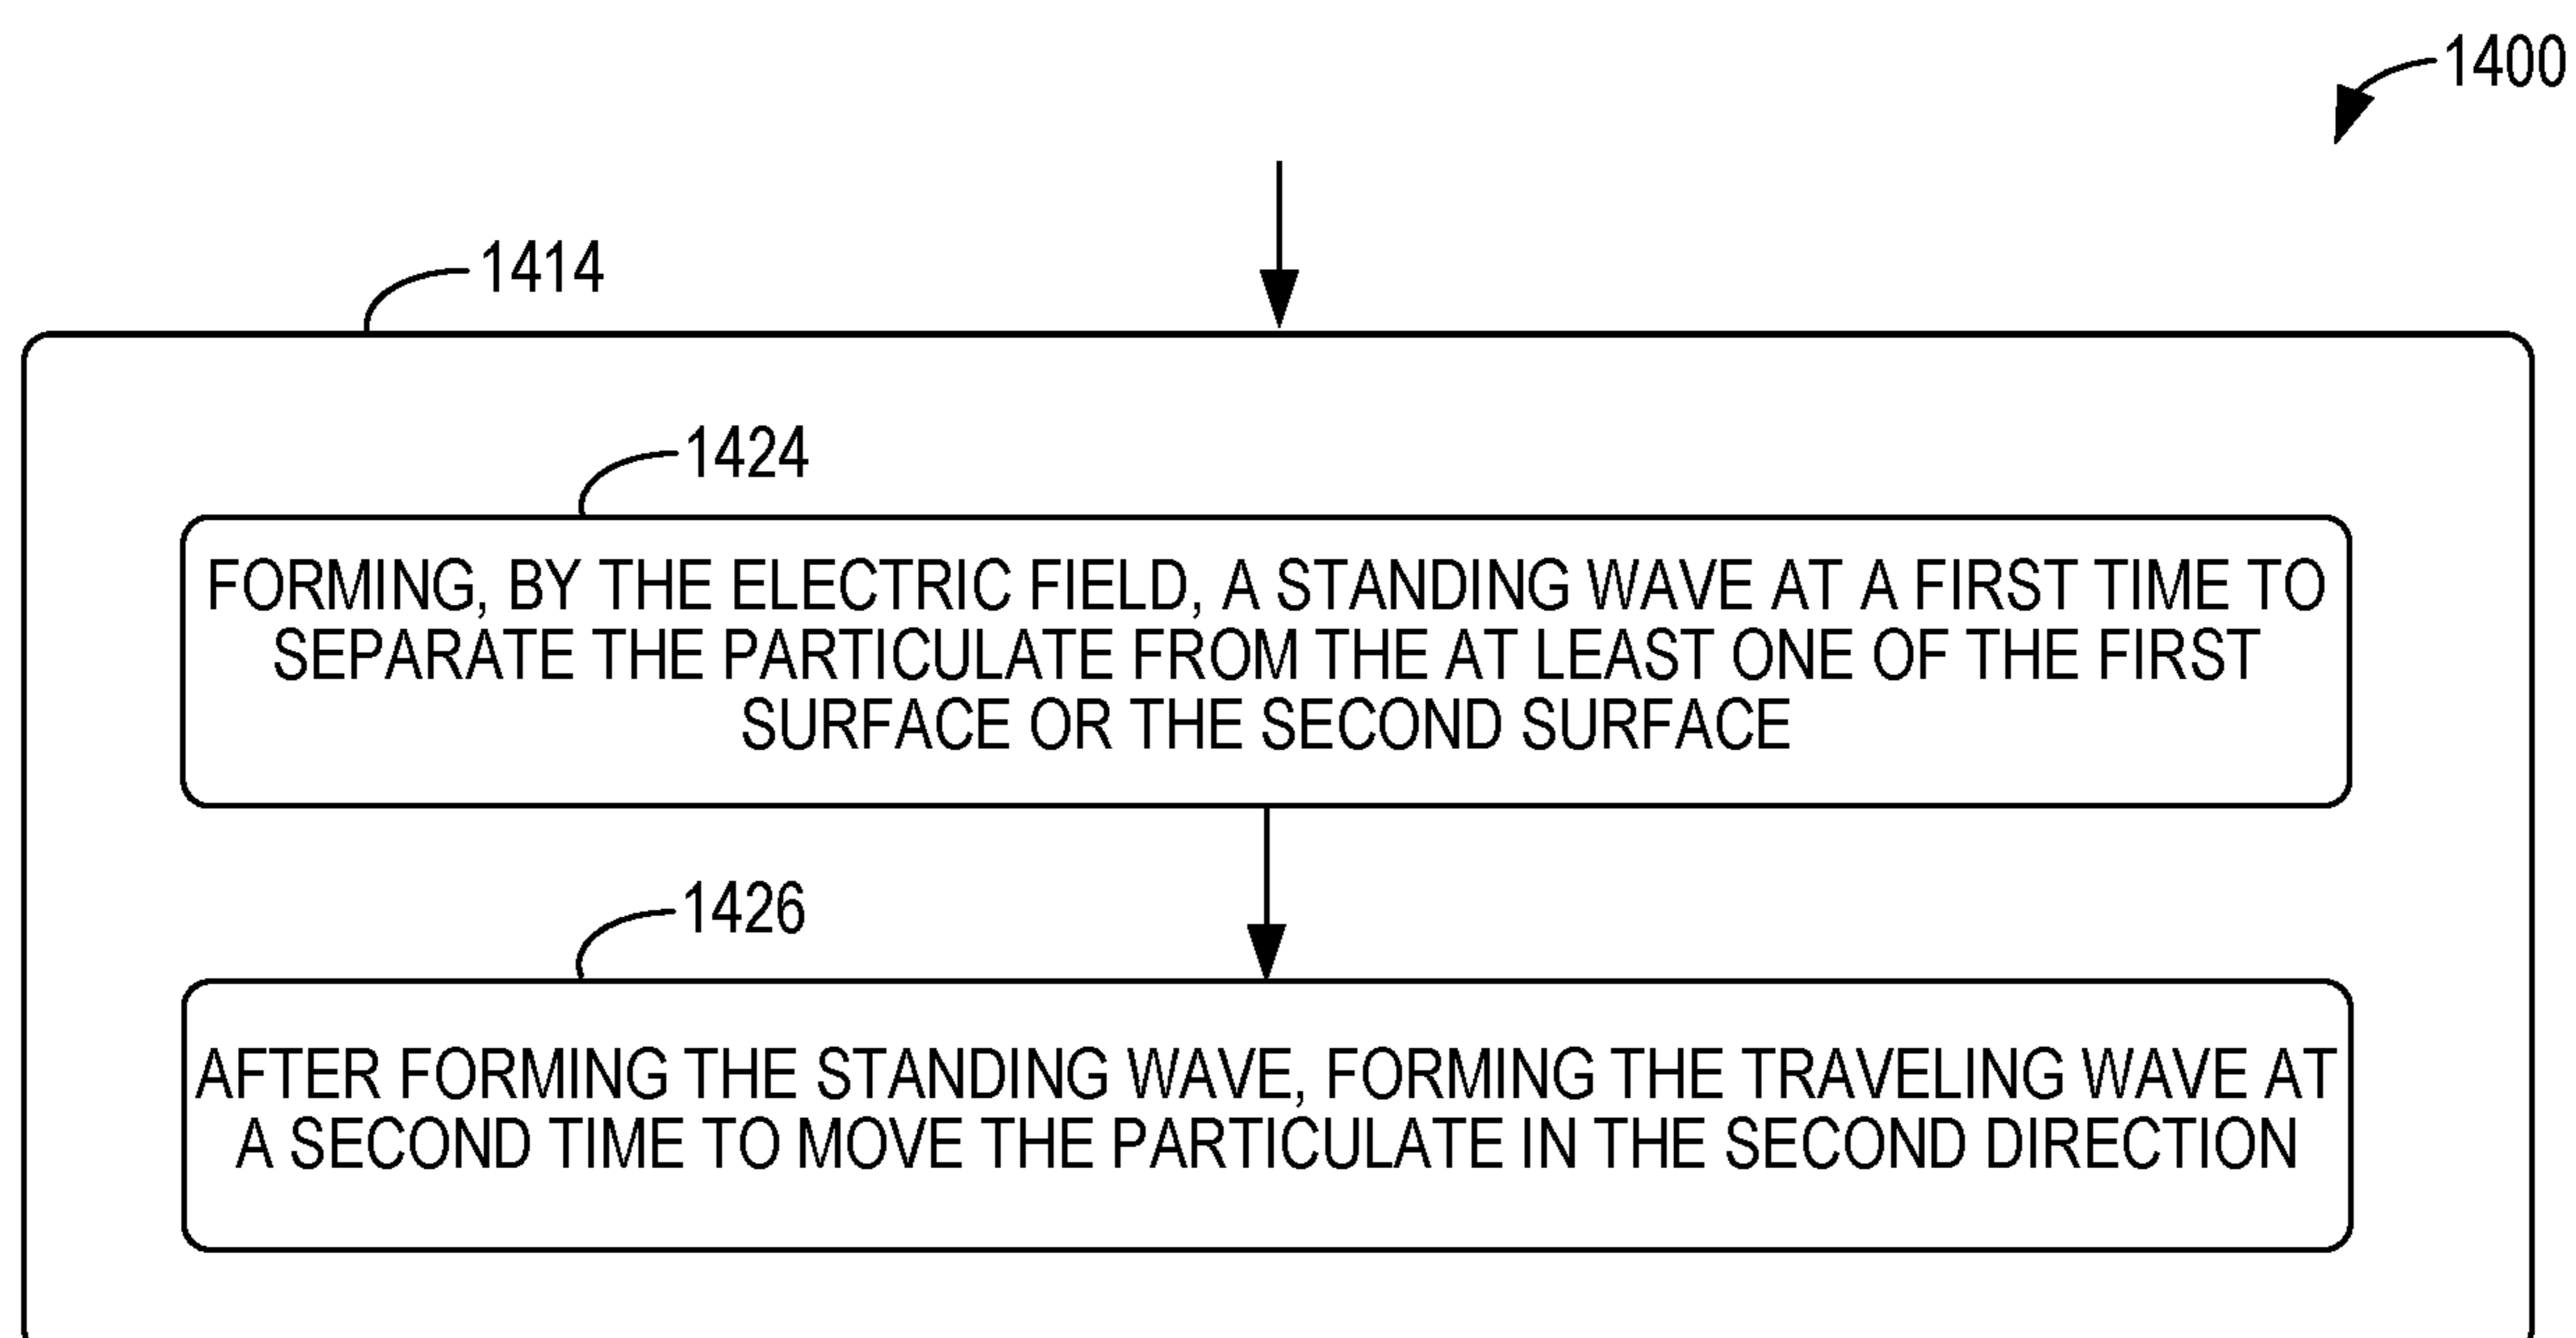 1400
1414
1424
FORMING, BY THE ELECTRIC FIELD, A STANDING WAVE AT A FIRST TIME TO
SEPARATE THE PARTICULATE FROM THE AT LEAST ONE OF THE FIRST
SURFACE OR THE SECOND SURFACE
1426
AFTER FORMING THE STANDING WAVE, FORMING THE TRAVELING WAVE AT
A SECOND TIME TO MOVE THE PARTICULATE IN THE SECOND DIRECTION